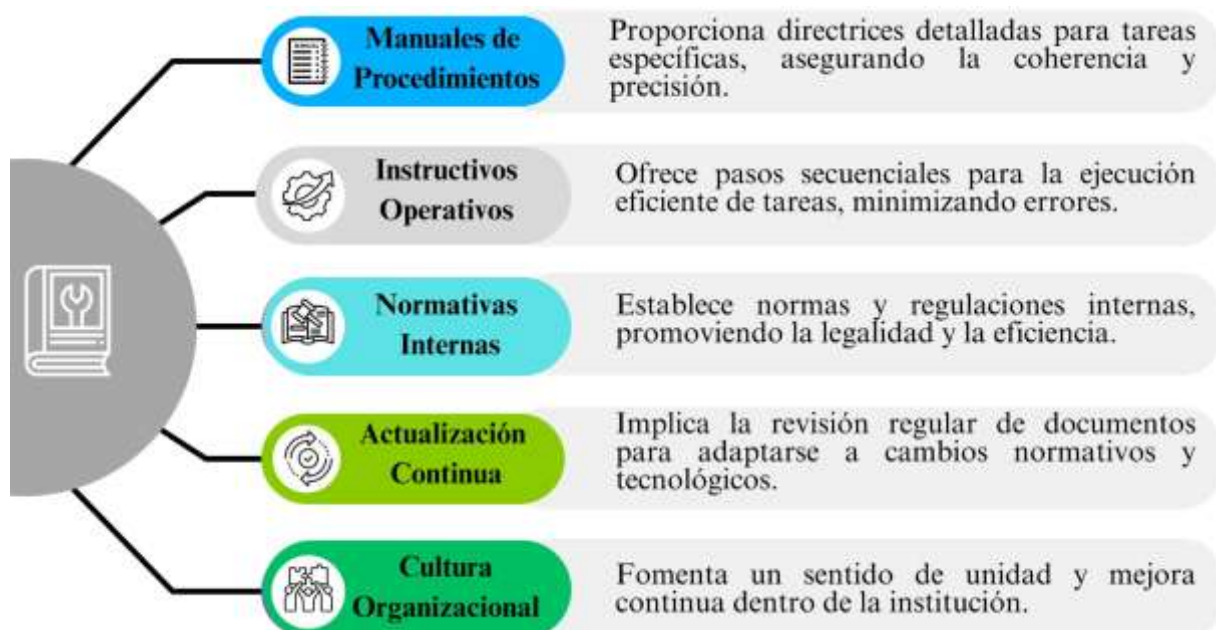 Manuales de
Procedimientos
Proporciona directrices detalladas para tareas
específicas, asegurando la coherencia y
precisión.
Instructivos
Operativos
Ofrece pasos secuenciales para la ejecución
eficiente de tareas, minimizando errores.
Normativas
Internas
Establece normas y regulaciones internas,
promoviendo la legalidad y la eficiencia.
Actualización
Continua
Implica la revisión regular de documentos
para adaptarse a cambios normativos y
tecnológicos.
Cultura
Organizacional
Fomenta un sentido de unidad y mejora
continua dentro de la institución.